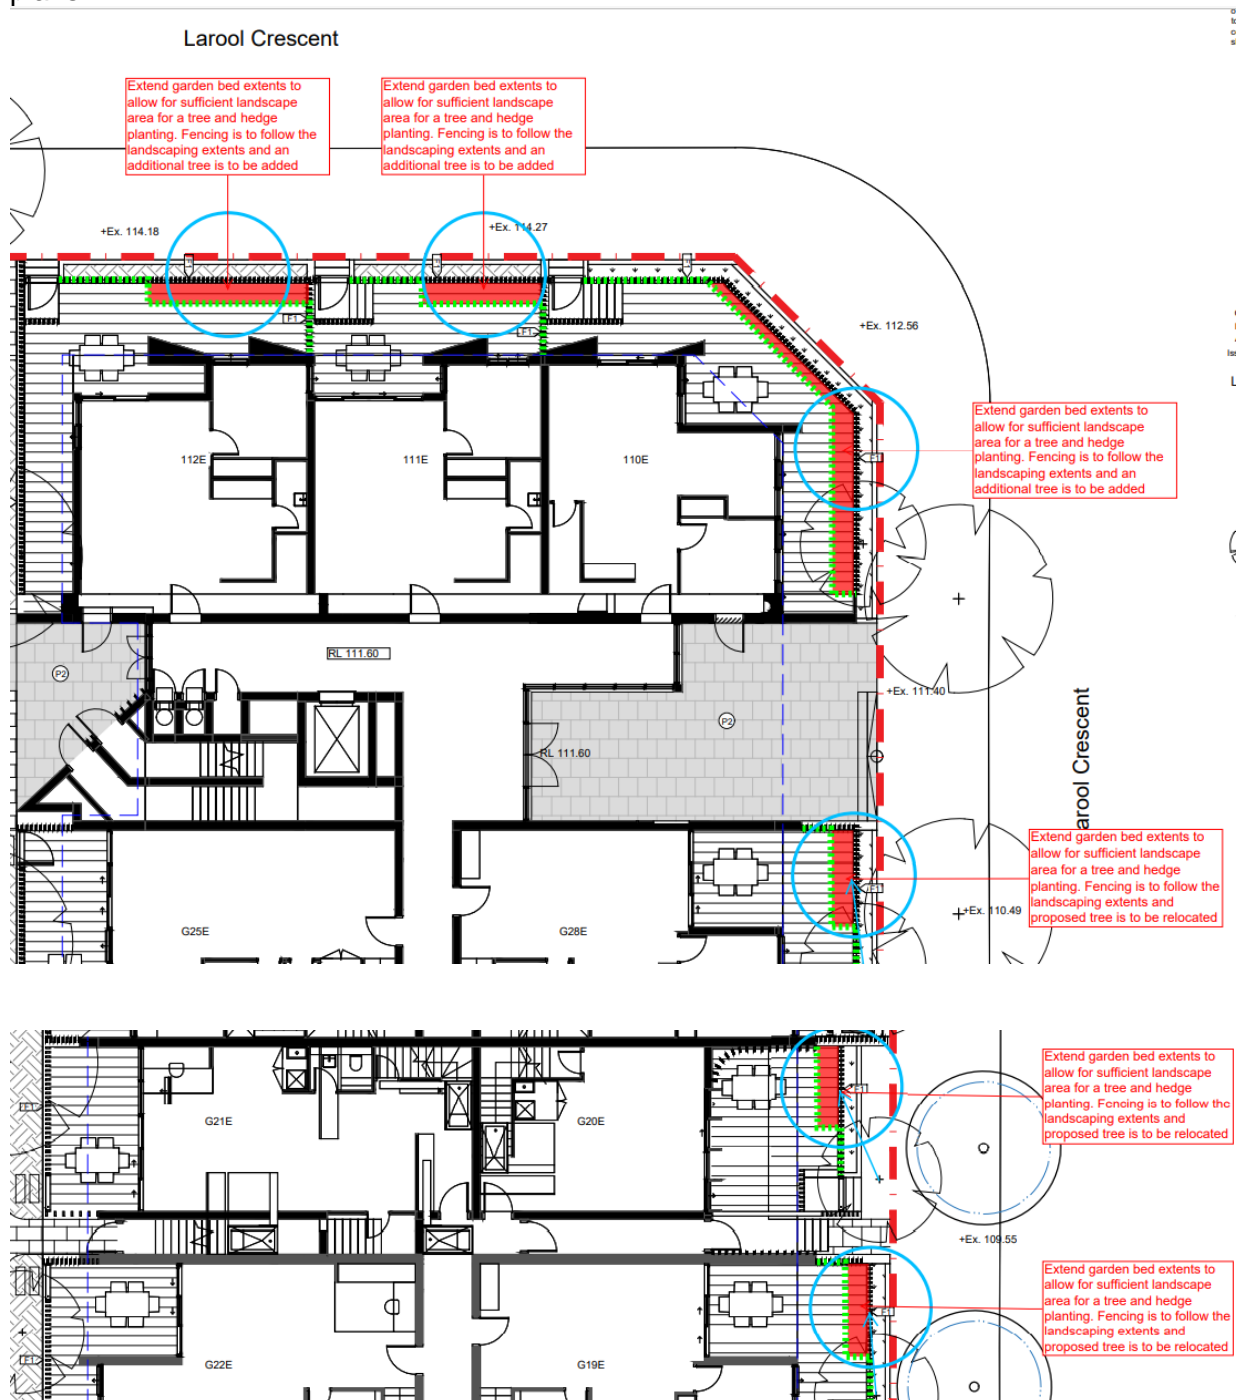 Larool Crescent
Extend garden bed extents to
allow for sufficient landscape
area for a tree and hedge
planting. Fencing is to follow the
landscaping extents and an
additional tree is to be added
Extend garden bed extents to
allow for sufficient landscape
area for a tree and hedge
planting. Fencing is to follow the
landscaping extents and an
additional tree is to be added
+Ex. 114.18
+Ex. 114.27
+Ex. 112.56
F1
F1
Extend garden bed extents to
allow for sufficient landscape
area for a tree and hedge
planting. Fencing is to follow the
landscaping extents and an
additional tree is to be added
112E
111E
110E
F1
RL 111.60
P2
+Ex. 111.40
P2
RL 111.60
arool Crescent
Extend garden bed extents to
allow for sufficient landscape
area for a tree and hedge
planting. Fencing is to follow the
landscaping extents and
proposed tree is to be relocated
F1
+Ex. 110.49
G25E
G28E
Extend garden bed extents to
allow for sufficient landscape
area for a tree and hedge
planting. Fencing is to follow the
landscaping extents and
proposed tree is to be relocated
F1
F1
G21E
G20E
+Ex. 109.55
Extend garden bed extents to
allow for sufficient landscape
area for a tree and hedge
planting. Fencing is to follow the
landscaping extents and
proposed tree is to be relocated
F1
F1
G22E
G19E